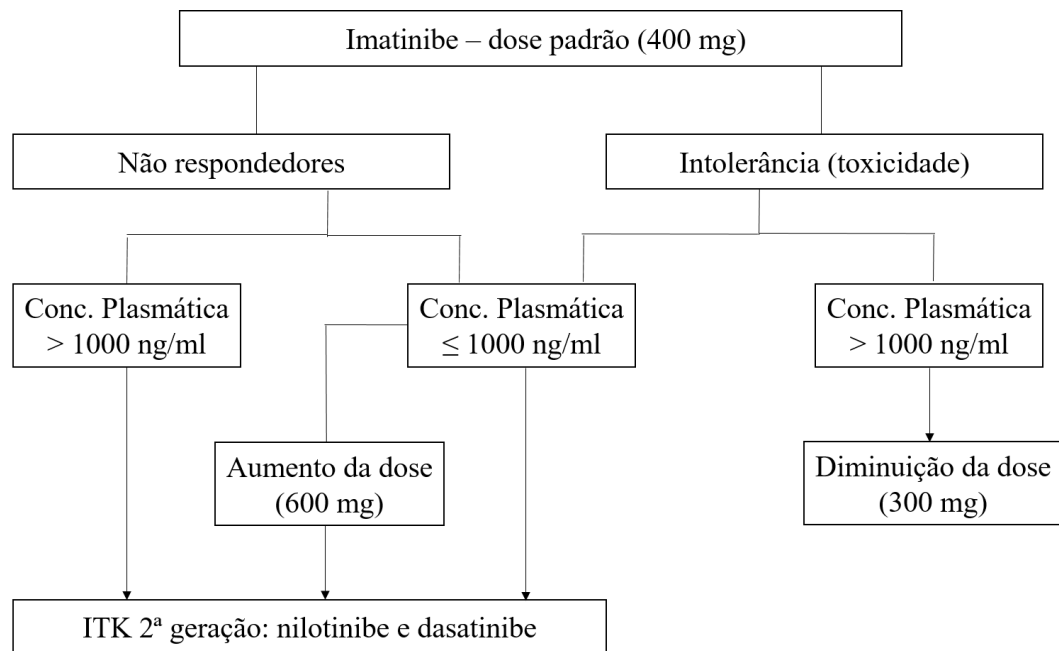 Imatinibe – dose padrão (400 mg)
Não respondedores
Intolerância (toxicidade)
Conc. Plasmática
> 1000 ng/ml
Conc. Plasmática
≤ 1000 ng/ml
Conc. Plasmática
> 1000 ng/ml
Aumento da dose
(600 mg)
Diminuição da dose
(300 mg)
ITK 2ª geração: nilotinibe e dasatinibe